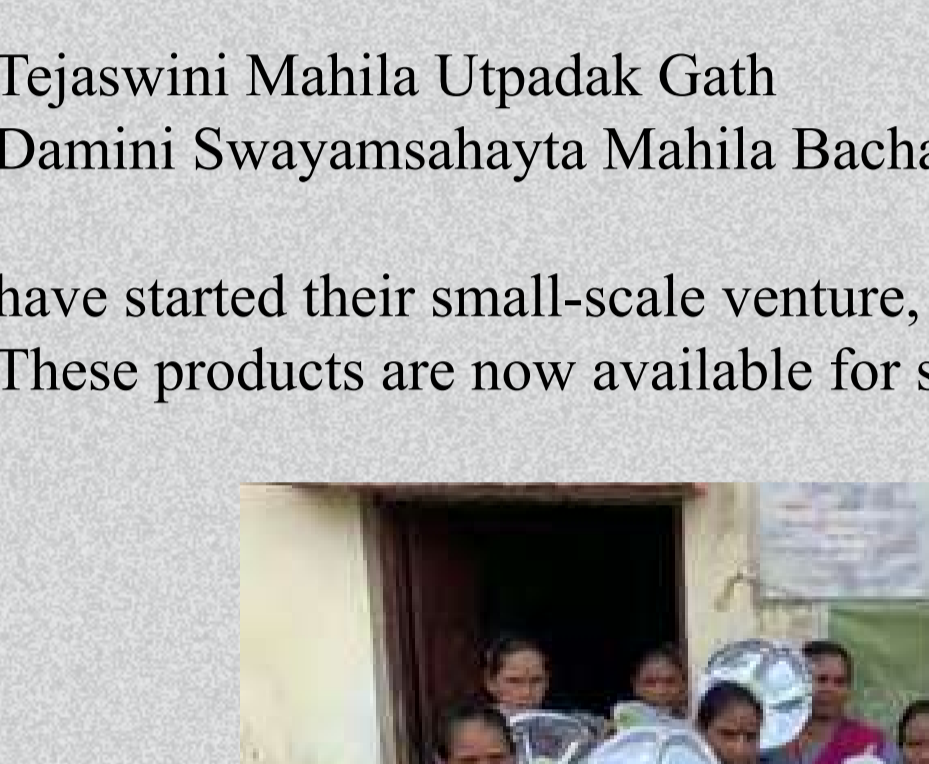 Tejaswini Mahila Utpadak Gath
Damini Swayamsahayta Mahila
have started their small-scale venture,
These products are now available for